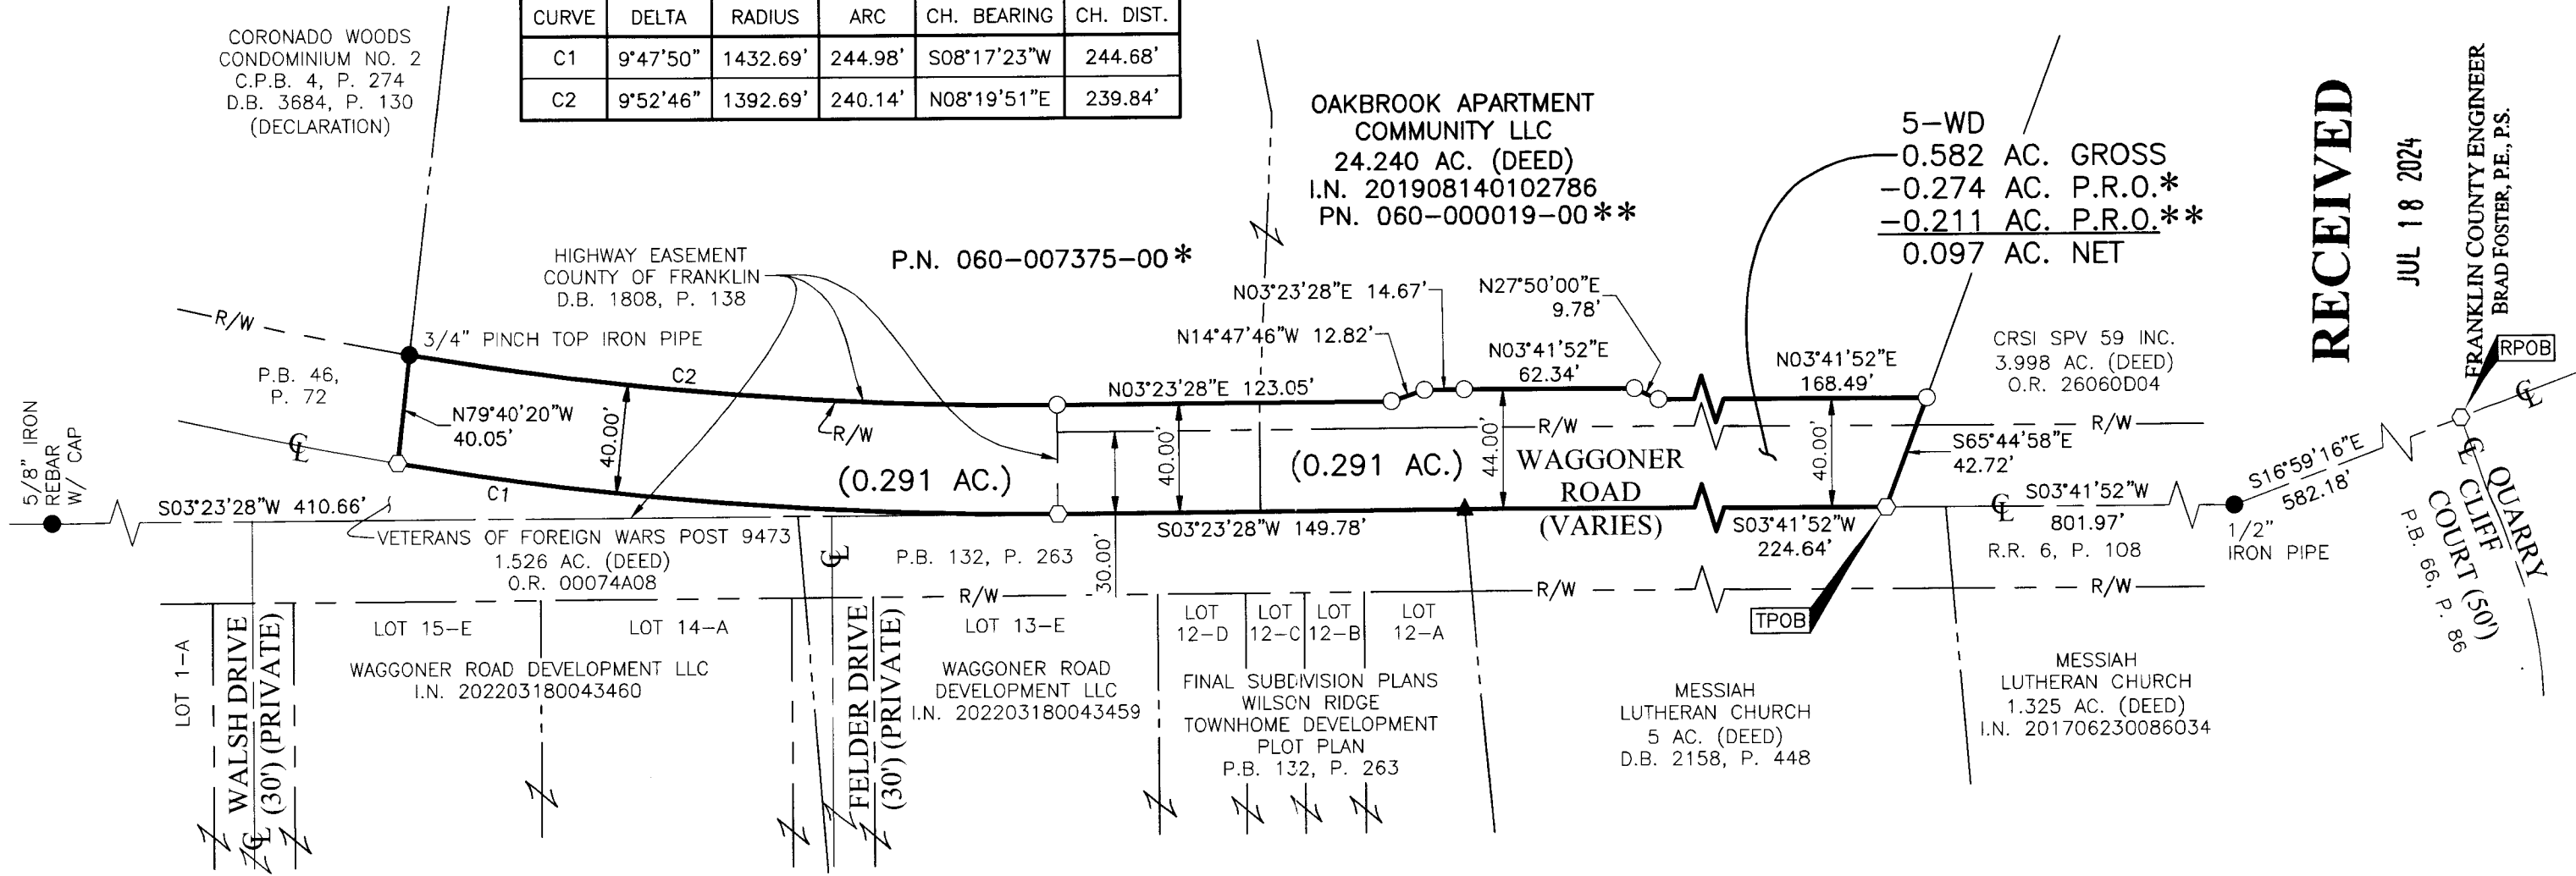 CORONADO WOODS
CONDOMINIUM NO. 2
C.P.B. 4, P. 274
D.B. 3684, P. 130
(DECLARATION)
CURVE DELTA RADIUS ARC CH. BEARING CH. DIST.
C1 9°47'50" 1432.69' 244.98' S08°17'23"W 244.68'
C2 9°52'46" 1392.69' 240.14' N08°19'51"E 239.84'
OAKBROOK APARTMENT
COMMUNITY LLC
24.240 AC. (DEED)
I.N. 201908140102786
PN. 060-000019-00**
5-WD
0.582 AC. GROSS
-0.274 AC. P.R.O.*
-0.211 AC. P.R.O.**
0.097 AC. NET
RECEIVED
JUL 18 2024
FRANKLIN COUNTY ENGINEER
BRAD FOSTER, P.E., P.S.
HIGHWAY EASEMENT
COUNTY OF FRANKLIN
D.B. 1808, P. 138
P.N. 060-007375-00*
R/W
3/4" PINCH TOP IRON PIPE
P.B. 46,
P. 72
N79°40'20"W
40.05'
C2
40.00'
R/W
N03°23'28"E 123.05'
N14°47'46"W 12.82'
N03°23'28"E 14.67'
N03°41'52"E
62.34'
N27°50'00"E
9.78'
N03°41'52"E
168.49'
CRSI SPV 59 INC.
3.998 AC. (DEED)
O.R. 26060D04
RPOB
5/8" IRON
REBAR
W/ CAP
CL
S03°23'28"W 410.66'
C1
(0.291 AC.)
40.00'
(0.291 AC.)
44.00'
R/W
WAGGONER
ROAD
(VARIES)
40.00'
R/W
S65°44'58"E
42.72'
S16°59'16"E
582.18'
CL
CL
QUARRY
CLIFF
COURT (50')
P.B. 66, P. 86
VETERANS OF FOREIGN WARS POST 9473
1.526 AC. (DEED)
O.R. 00074A08
CL
P.B. 132, P. 263
30.00'
S03°23'28"W 149.78'
S03°41'52"W
224.64'
CL
S03°41'52"W
801.97'
R.R. 6, P. 108
1/2"
IRON PIPE
TPOB
R/W
R/W
R/W
LOT 1-A
WALSH DRIVE
(30') (PRIVATE)
CL
LOT 15-E
LOT 14-A
WAGGONER ROAD DEVELOPMENT LLC
I.N. 202203180043460
FELDER DRIVE
(30') (PRIVATE)
LOT 13-E
WAGGONER ROAD
DEVELOPMENT LLC
I.N. 202203180043459
LOT
12-D
LOT
12-C
LOT
12-B
LOT
12-A
FINAL SUBDIVISION PLANS
WILSON RIDGE
TOWNHOME DEVELOPMENT
PLOT PLAN
P.B. 132, P. 263
MESSIAH
LUTHERAN CHURCH
5 AC. (DEED)
D.B. 2158, P. 448
MESSIAH
LUTHERAN CHURCH
1.325 AC. (DEED)
I.N. 201706230086034